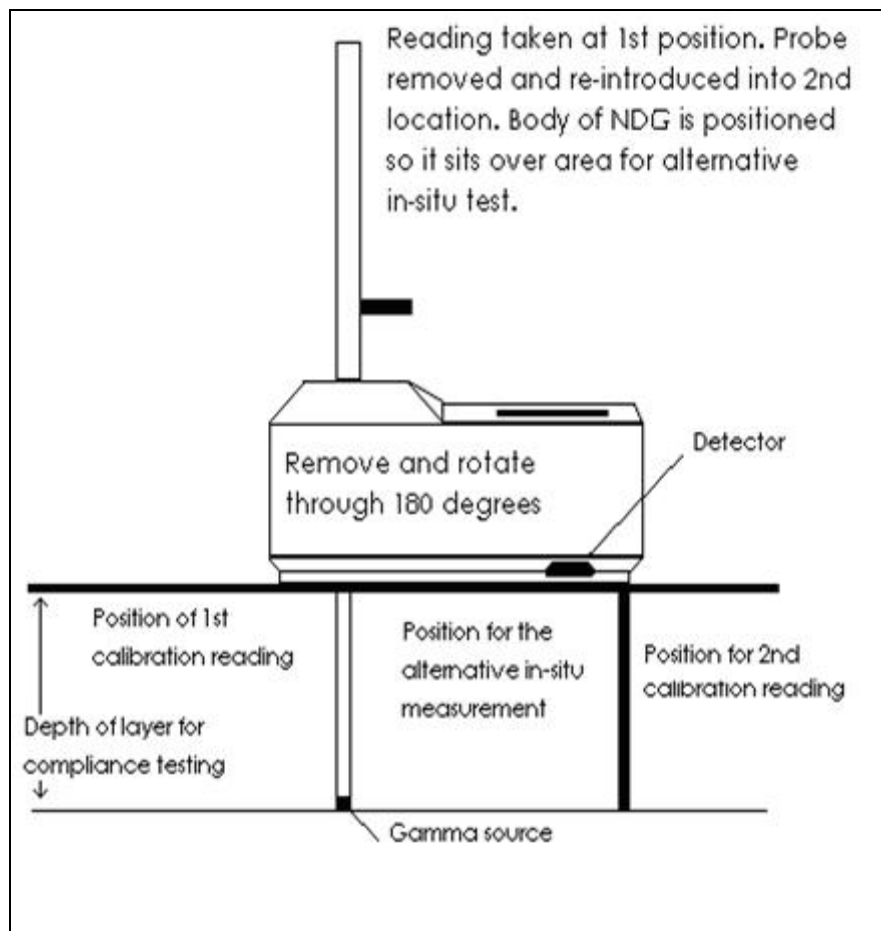 Reading taken at 1st position. Probe
removed and re-introduced into 2nd
location. Body of NDG is positioned
so it sits over area for alternative
in-situ test.
Remove and rotate
through 180 degrees
Detector
Position of 1st
calibration reading
Position for the
alternative in-situ
measurement
Position for 2nd
calibration reading
Depth of layer for
compliance testing
Gamma source